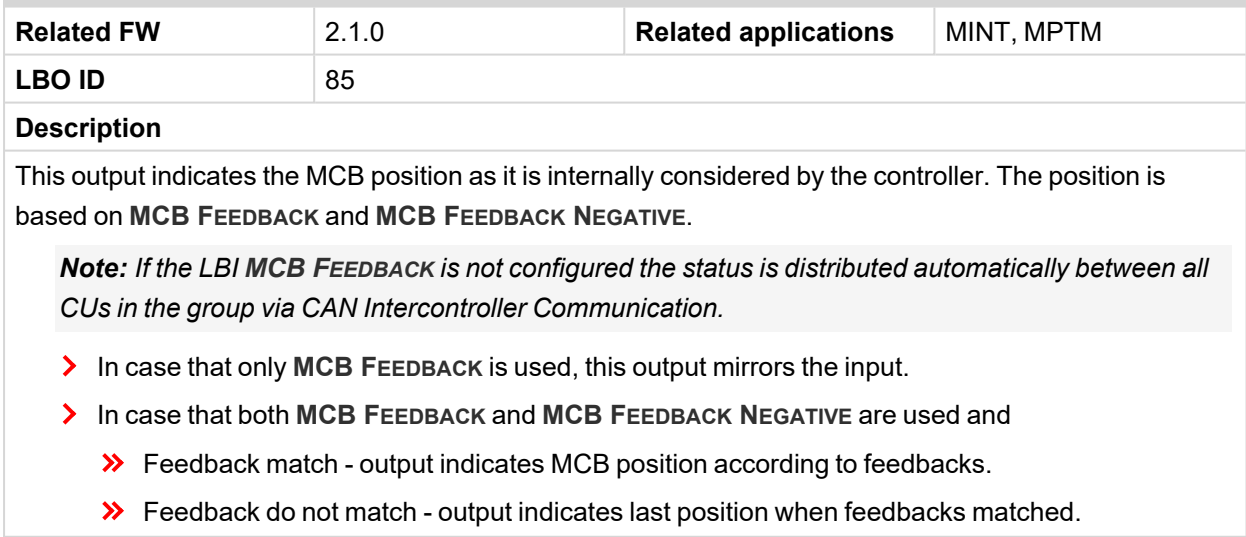 Related FW 2.1.0 Related applications MINT, MPTM
LBO ID 85
Description
This output indicates the MCB position as it is internally considered by the controller. The position is
based on MCB FEEDBACK and MCB FEEDBACK NEGATIVE.
Note: If the LBI MCB FEEDBACK is not configured the status is distributed automatically between all
CUs in the group via CAN Intercontroller Communication.
In case that only MCB FEEDBACK is used, this output mirrors the input.
In case that both MCB FEEDBACK and MCB FEEDBACK NEGATIVE are used and
Feedback match - output indicates MCB position according to feedbacks.
Feedback do not match - output indicates last position when feedbacks matched.